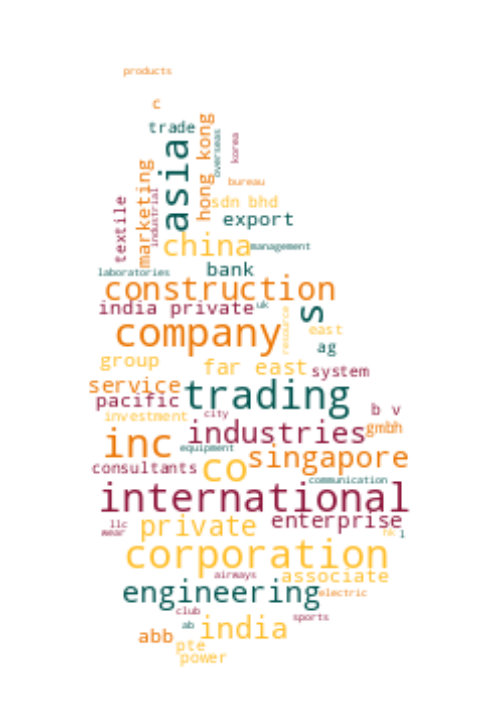 products
c
trade
asia
hong kong
overseas
korea
marketing
industrial
textile
bureau
sdn bhd
export
china
management
laboratories
bank
construction
india private
uk
s
resource
east
company
ag
group
far east
system
service
pacific
trading
investment
city
b v
industries
gmbh
inc
equipment
singapore
consultants
co
communication
international
llc
wear
private
enterprise
hk
i
corporation
airways
associate
engineering
electric
club
sports
ab
india
abb
pte
power